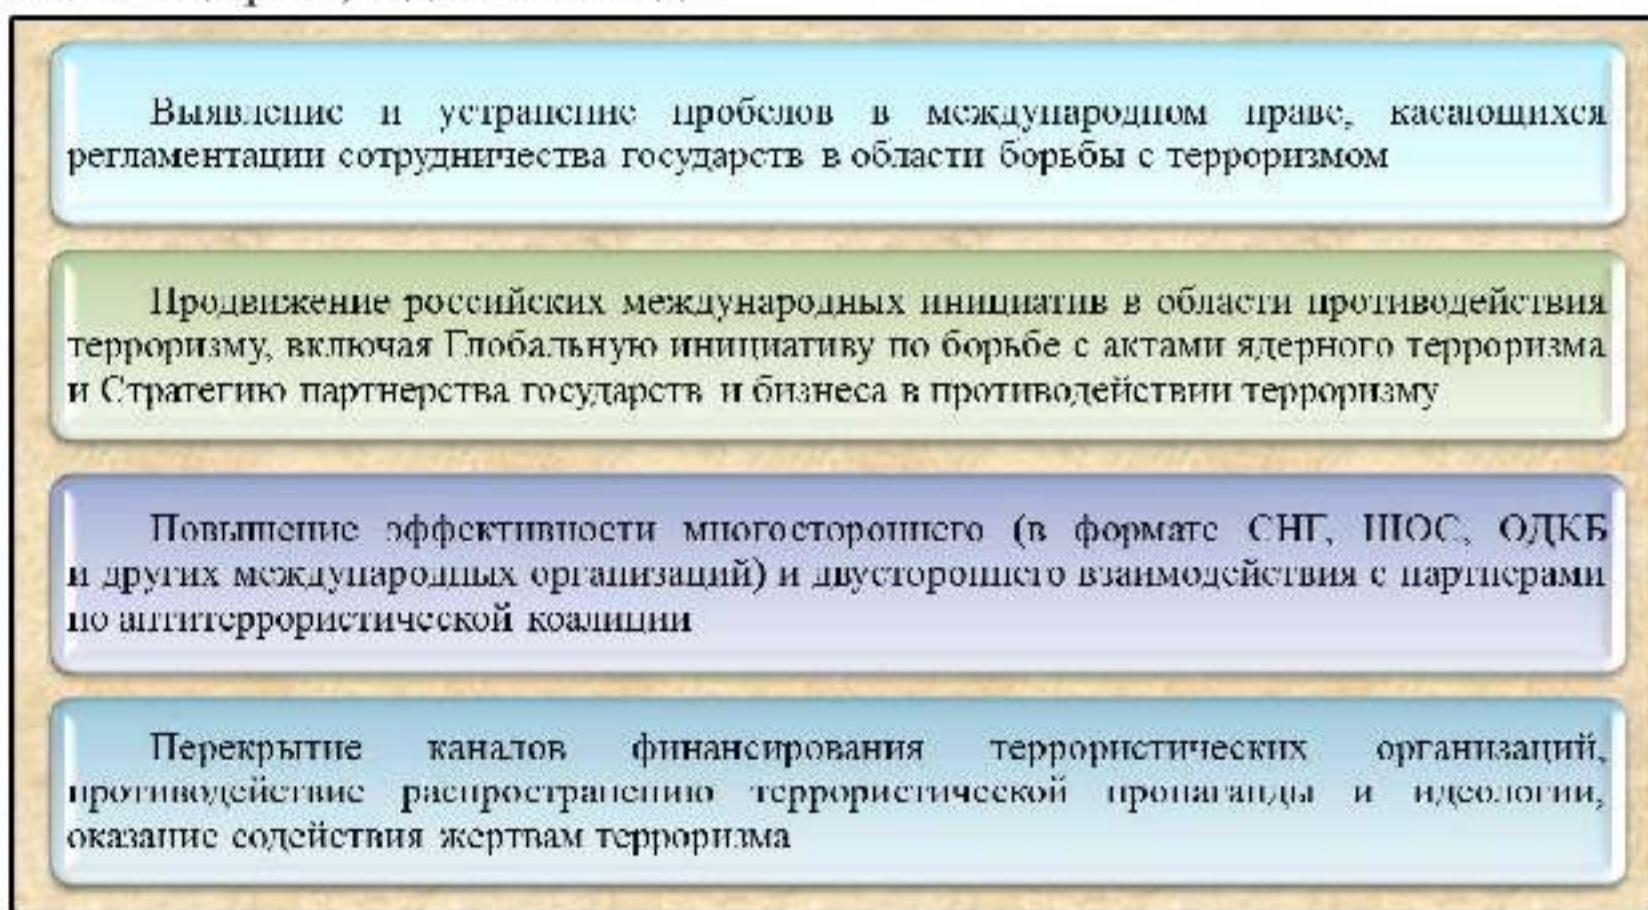 Выявление и устранение пробелов в международном праве, касающихся
регламентации сотрудничества государств в области борьбы с терроризмом
Продвижение российских международных инициатив в области противодействия
терроризму, включая Глобальную инициативу по борьбе с актами ядерного терроризма
и Стратегию партнерства государств и бизнеса в противодействии терроризму
Повышение эффективности многостороннего (в формате СНГ, ШОС, ОДКБ
и других международных организаций) и двустороннего взаимодействия с партнерами
по антитеррористической коалиции
Перекрытие каналов финансирования террористических организаций,
противодействие распространению террористической пропаганды и идеологии,
оказание содействия жертвам терроризма